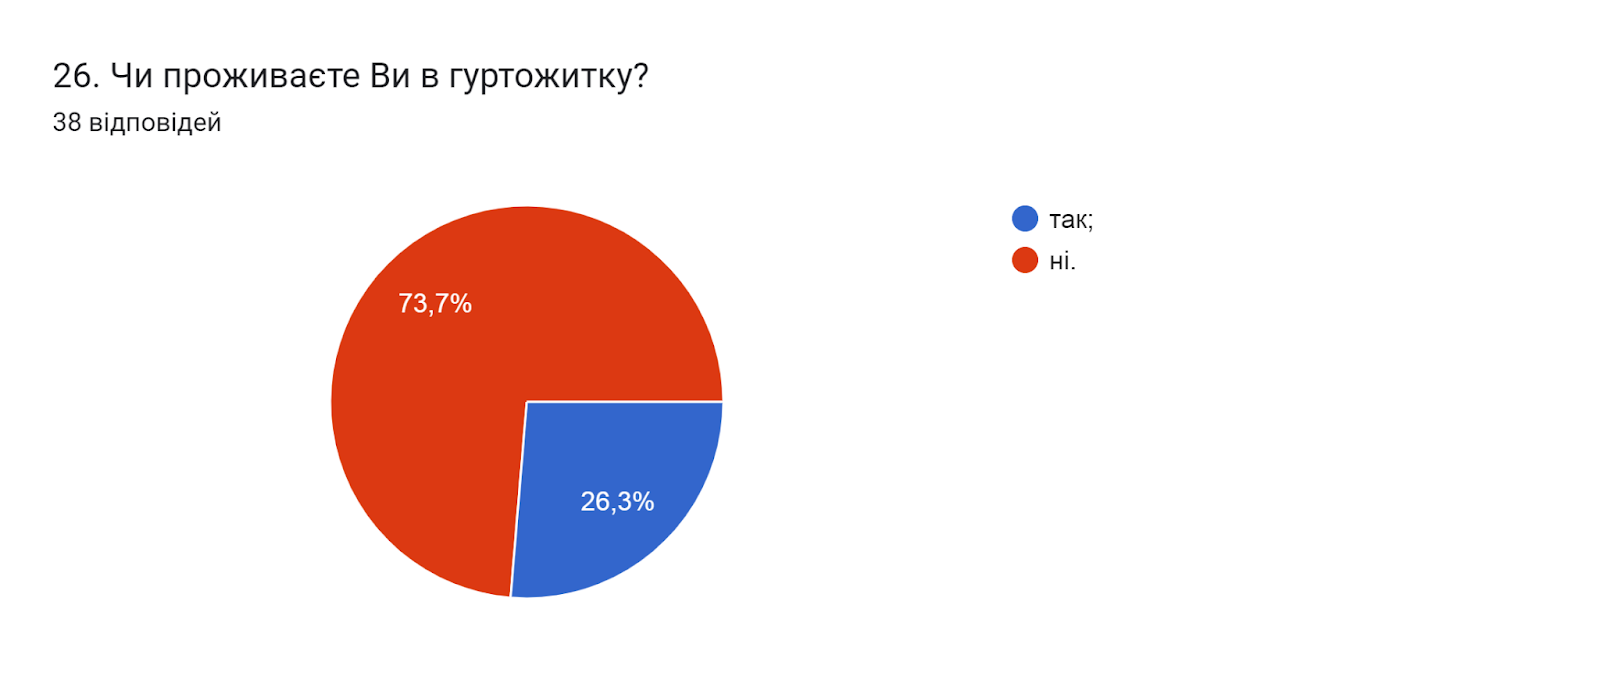 26. Чи проживаєте Ви в гуртожитку?
38 відповідей
так;
ні.
73,7%
26,3%